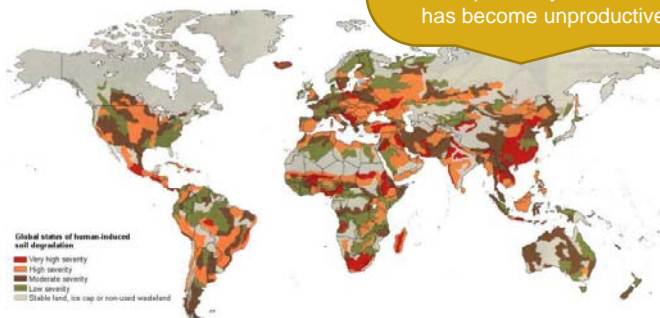 has become unproductive
Global status of human-induced
soil degradation
Very high severity
High severity
Moderate severity
Low severity
Stable land, ice cap or non-used wasteland